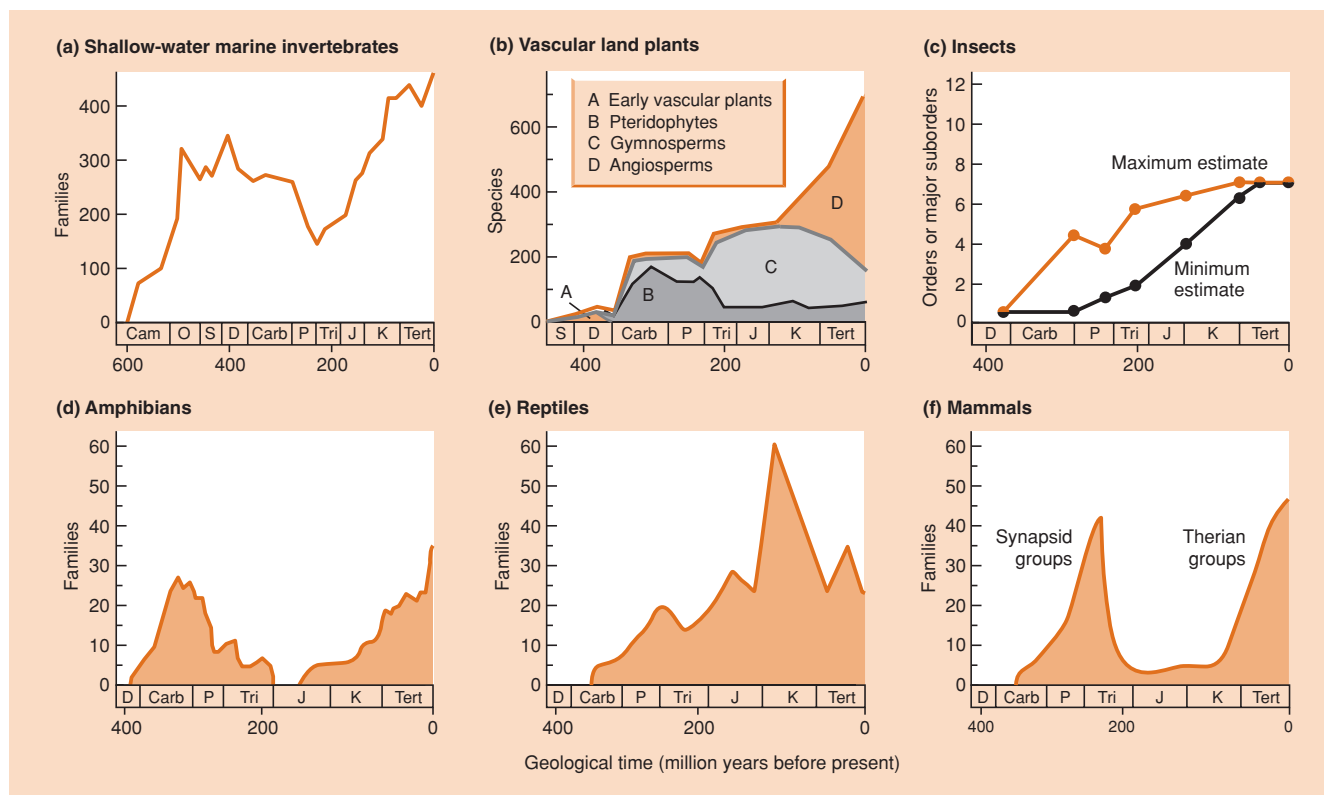 (a) Shallow-water marine invertebrates
Families
400
300
200
100
0
Cam O S D Carb P Tri J K Tert
600 400 200 0
(b) Vascular land plants
Species
600
400
200
0
A Early vascular plants
B Pteridophytes
C Gymnosperms
D Angiosperms
D
C
A
B
S D Carb P Tri J K Tert
400 200 0
(c) Insects
Orders or major suborders
12
10
8
6
4
2
0
Maximum estimate
Minimum
estimate
D Carb P Tri J K Tert
400 200 0
(d) Amphibians
Families
60
50
40
30
20
10
0
D Carb P Tri J K Tert
400 200 0
(e) Reptiles
Families
60
50
40
30
20
10
0
D Carb P Tri J K Tert
400 200 0
(f) Mammals
Families
60
50
40
30
20
10
0
Synapsid
groups
Therian
groups
D Carb P Tri J K Tert
400 200 0
Geological time (million years before present)